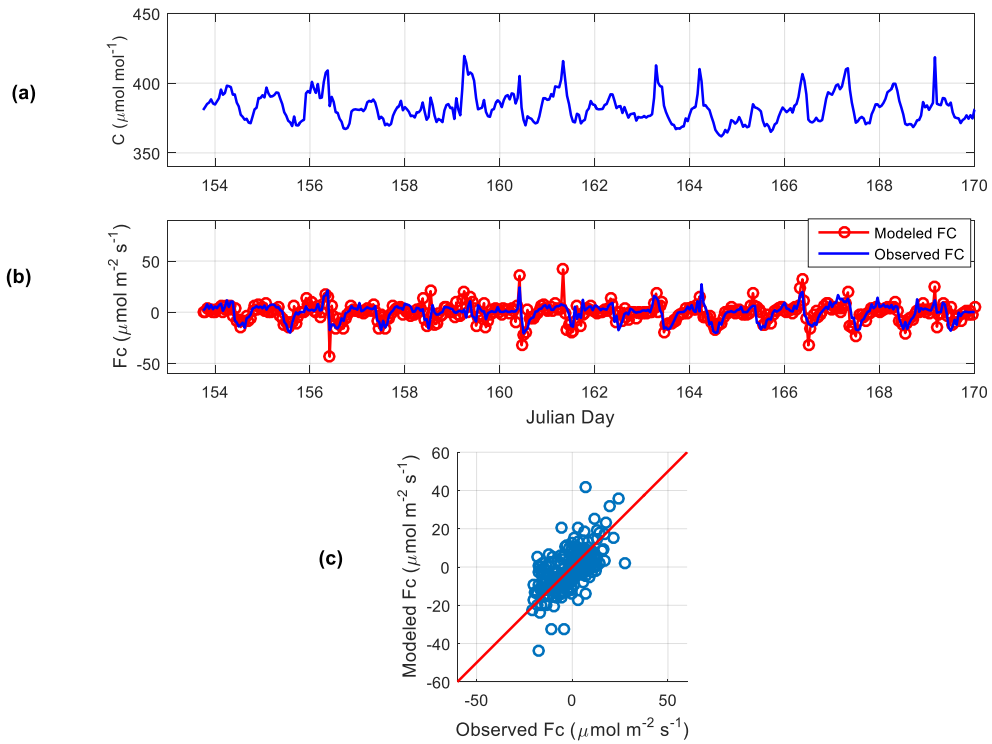 (a)
C (μmol mol⁻¹)
450
400
350
154 156 158 160 162 164 166 168 170
(b)
Fc (μmol m⁻² s⁻¹)
50
0
-50
Modeled FC
Observed FC
154 156 158 160 162 164 166 168 170
Julian Day
(c)
Modeled Fc (μmol m⁻² s⁻¹)
60
40
20
0
-20
-40
-60
-50 0 50
Observed Fc (μmol m⁻² s⁻¹)